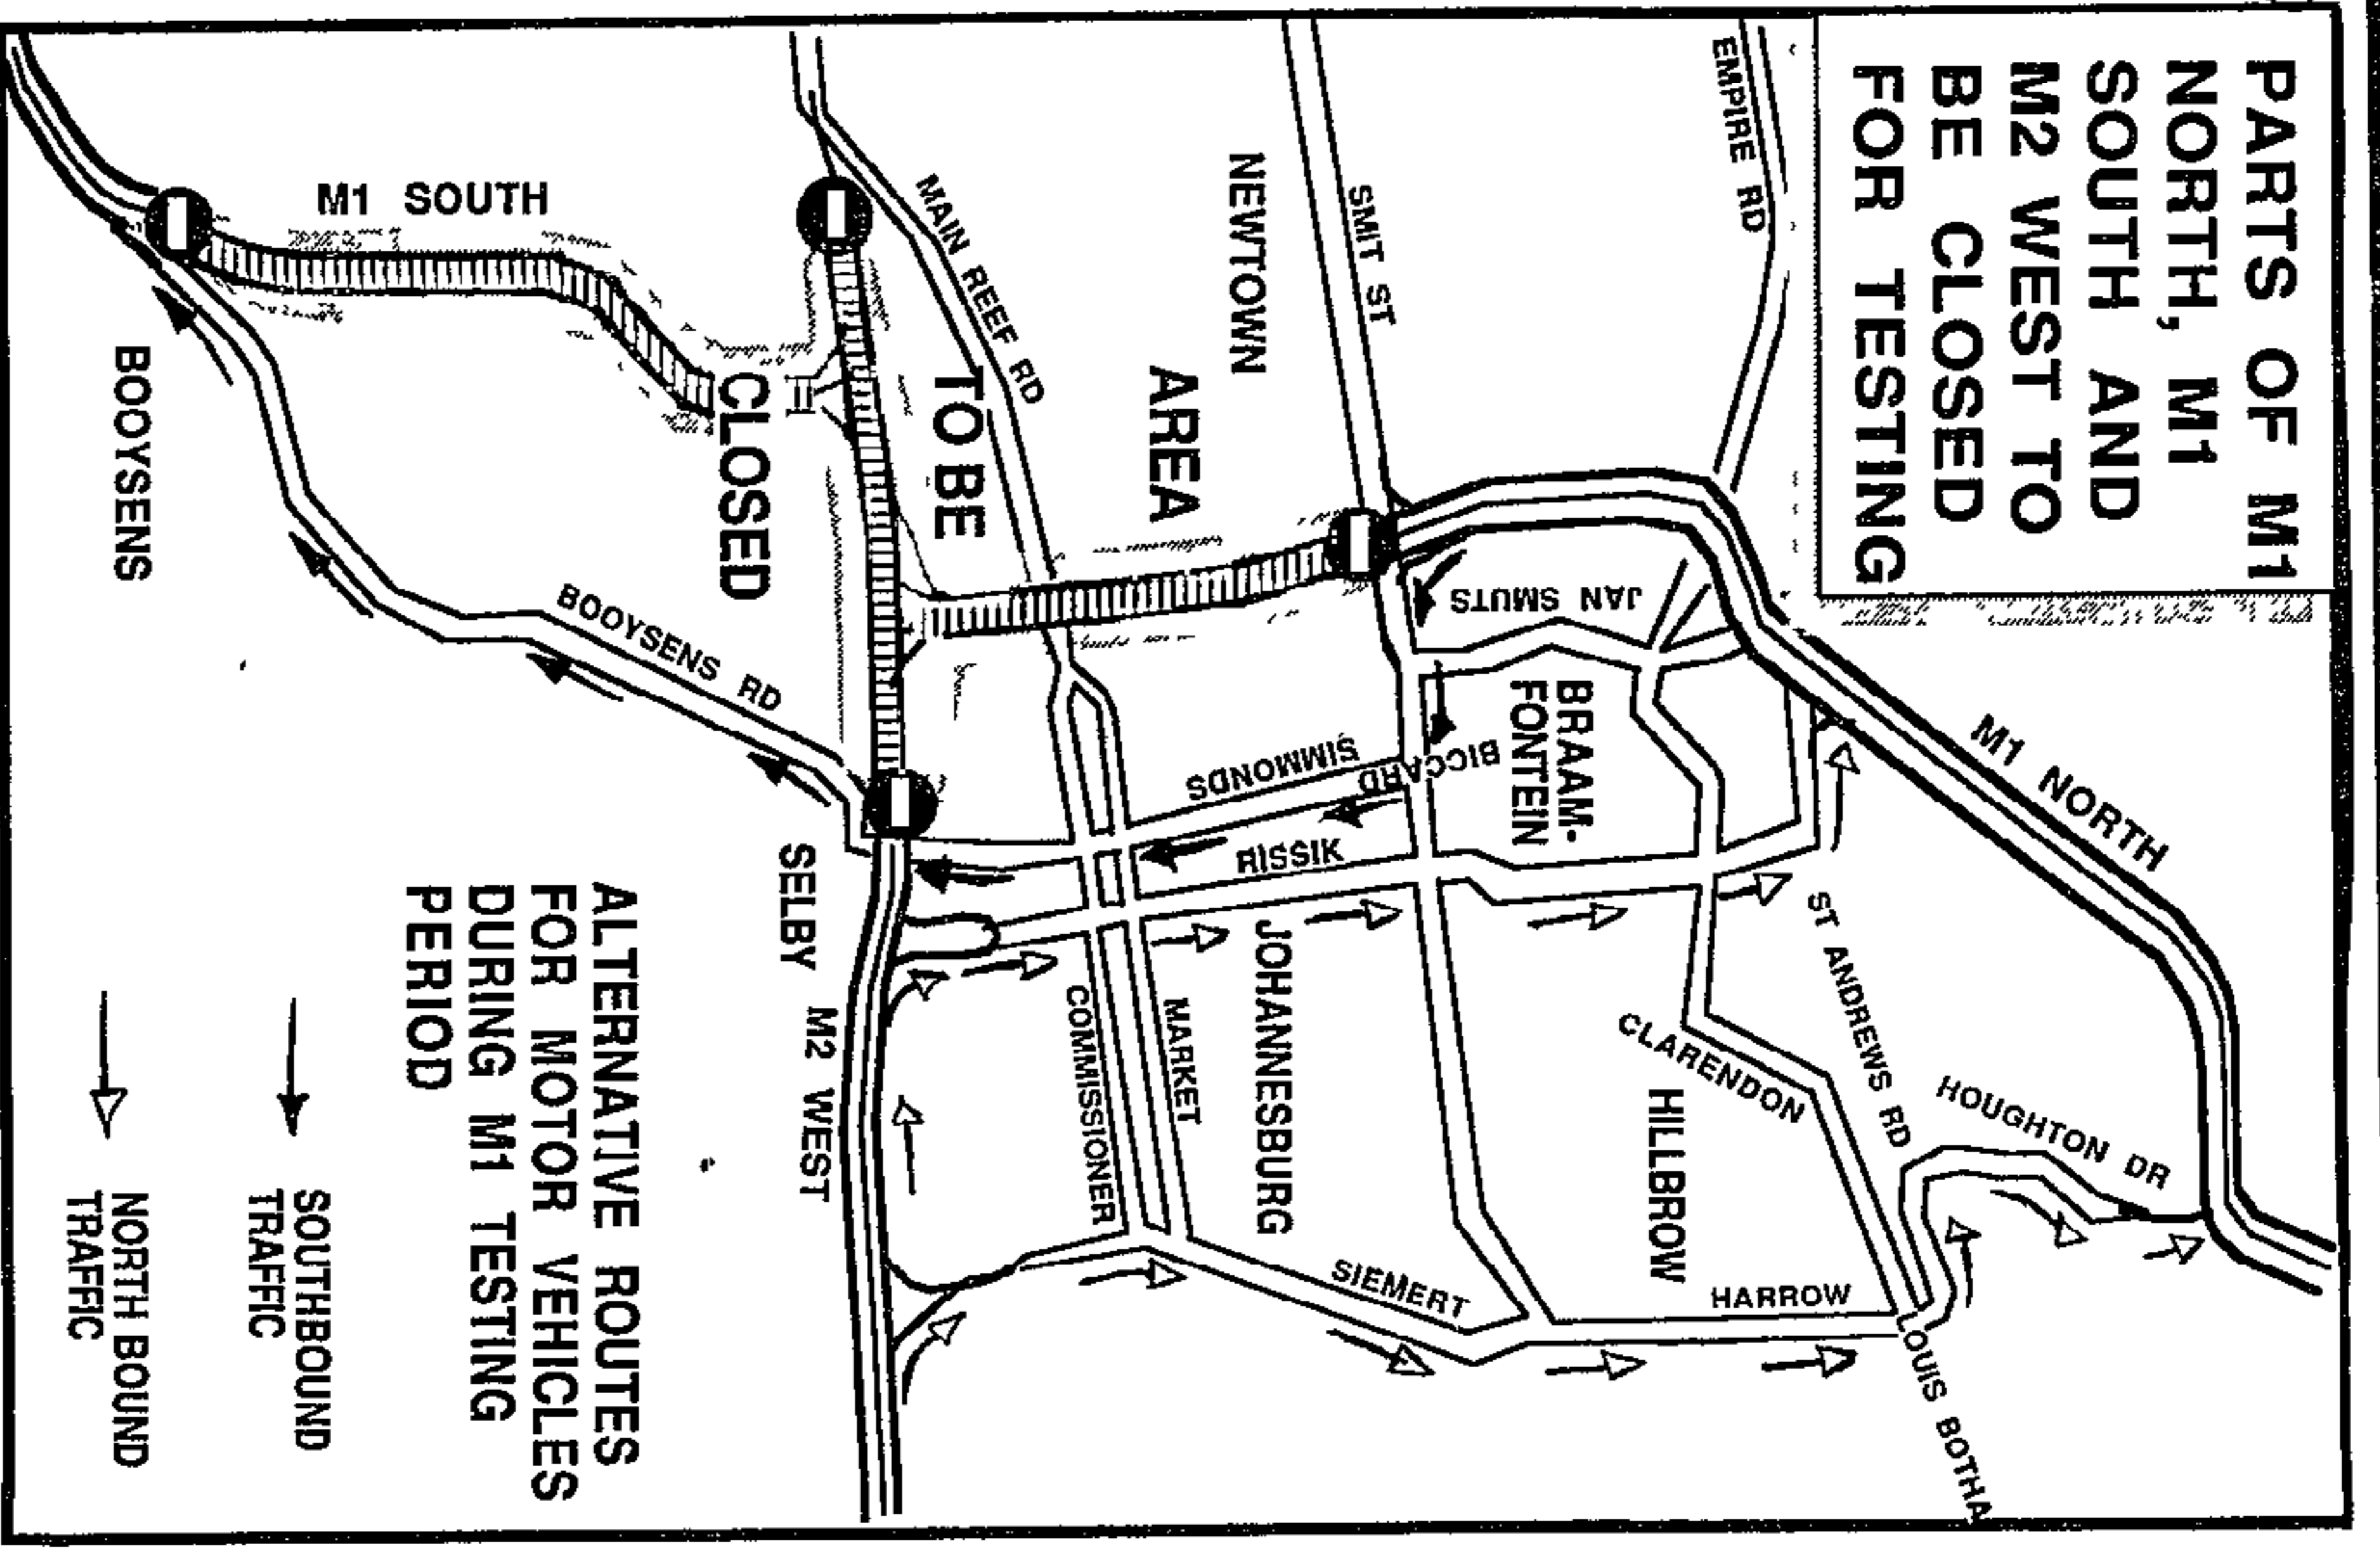 PARTS OF M1
NORTH, M1
SOUTH AND
M2 WEST TO
BE CLOSED
FOR TESTING
EMPIRE RD
M1 NORTH
HOUGHTON DR
ST ANDREWS RD
LOUIS BOTHA
SMIT ST
JAN SMUTS
BRAAM-
FONTEIN
CLARENDON
HILLBROW
HARROW
NEWTOWN
BICCARD
SIMMONDS
RISSIK
JOHANNESBURG
SIEMERT
MAIN REEF RD
MARKET
COMMISSIONER
AREA
TO BE
CLOSED
M1 SOUTH
SELBY
M2 WEST
BOOYSENS RD
BOOYSENS
ALTERNATIVE ROUTES
FOR MOTOR VEHICLES
DURING M1 TESTING
PERIOD
SOUTHBOUND
TRAFFIC
NORTH BOUND
TRAFFIC